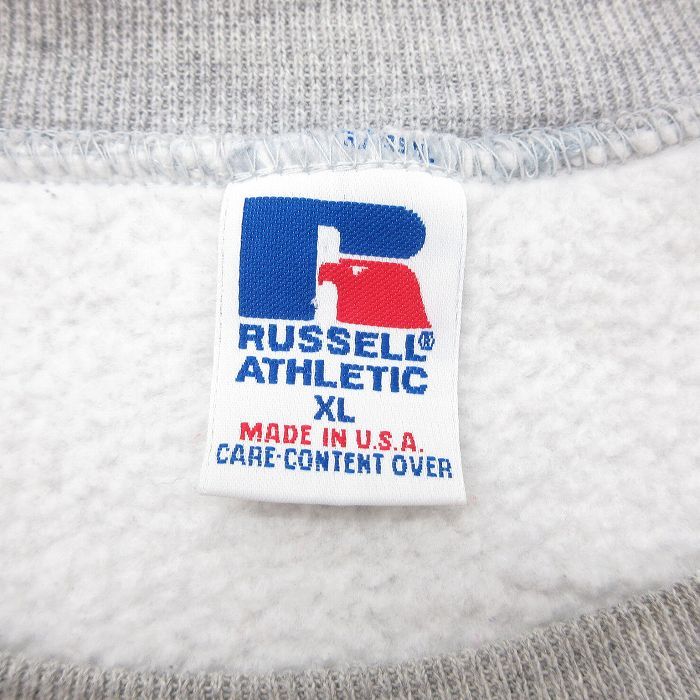 RUSSELL®
ATHLETIC
XL
MADE IN U.S.A.
CARE-CONTENT OVER